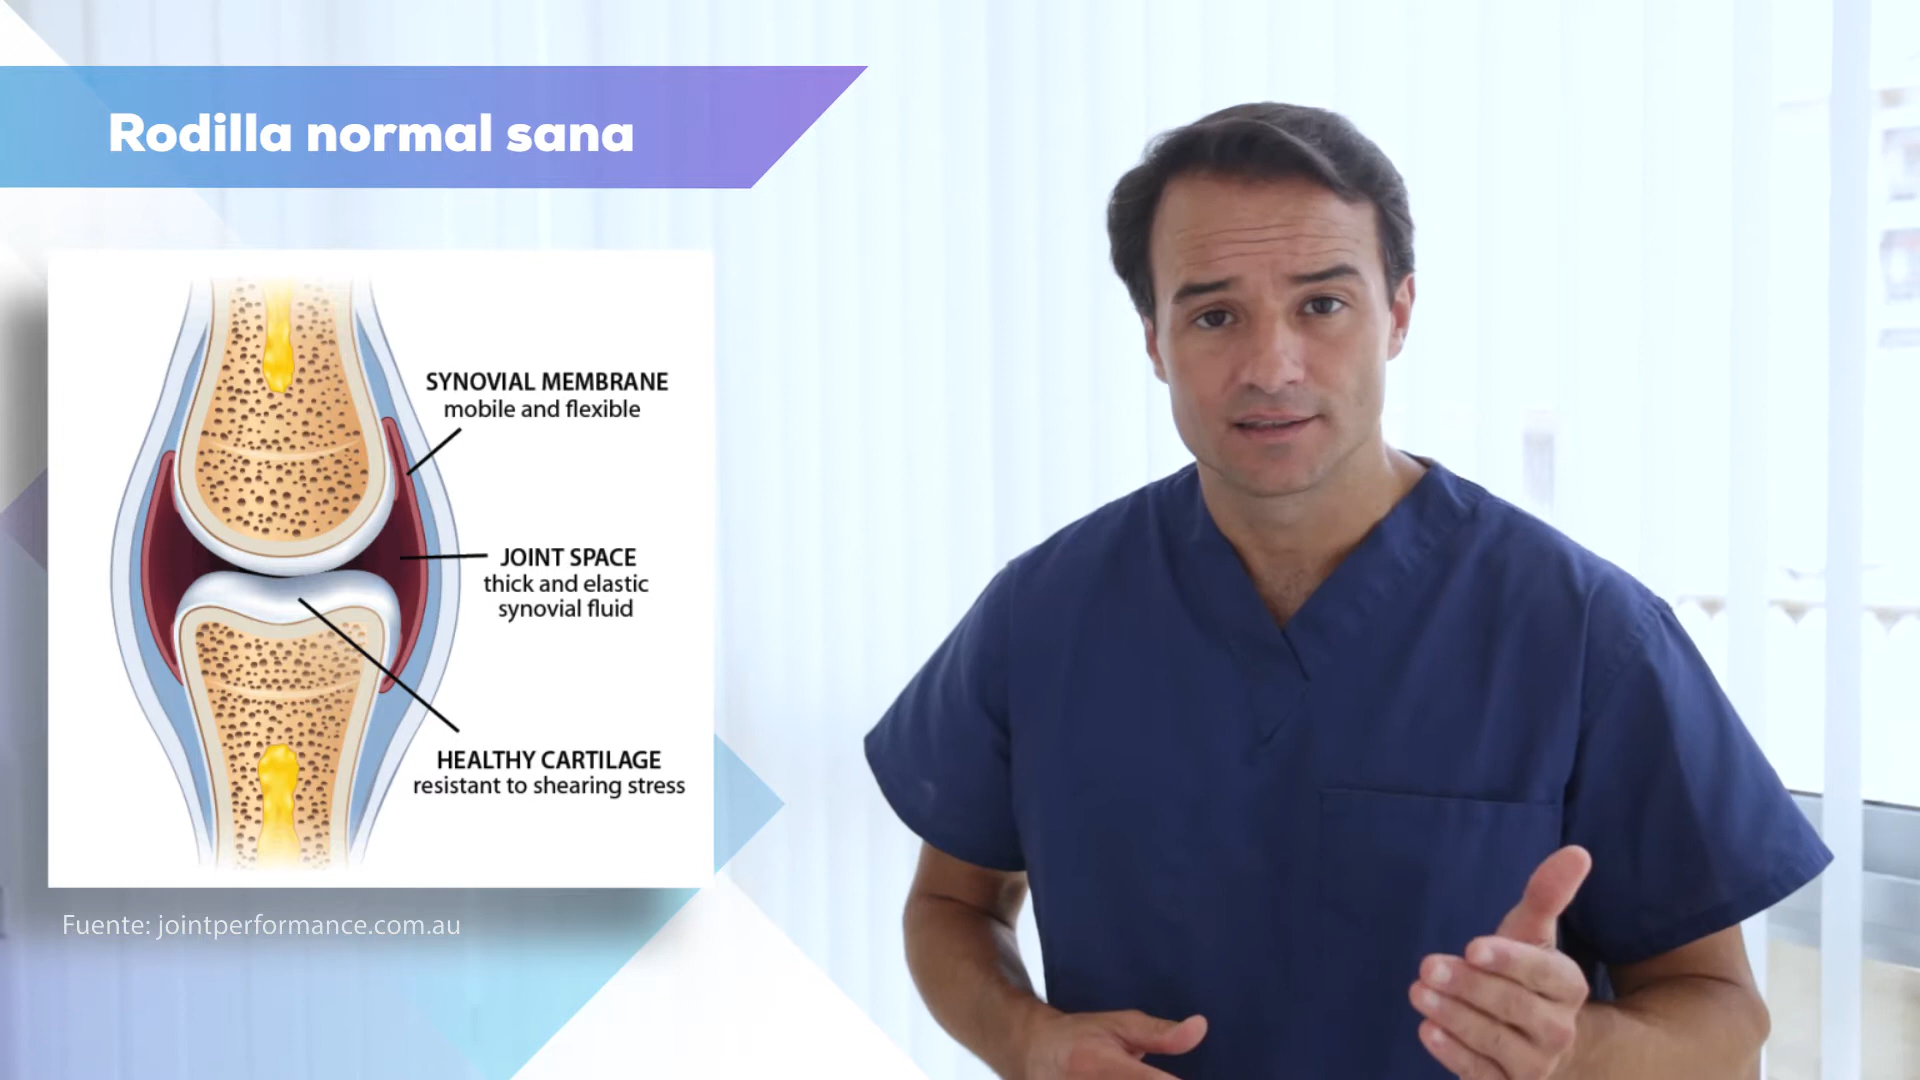 Rodilla normal sana
SYNOVIAL MEMBRANE
mobile and flexible
JOINT SPACE
thick and elastic
synovial fluid
HEALTHY CARTILAGE
resistant to shearing stress
Fuente: jointperformance.com.au